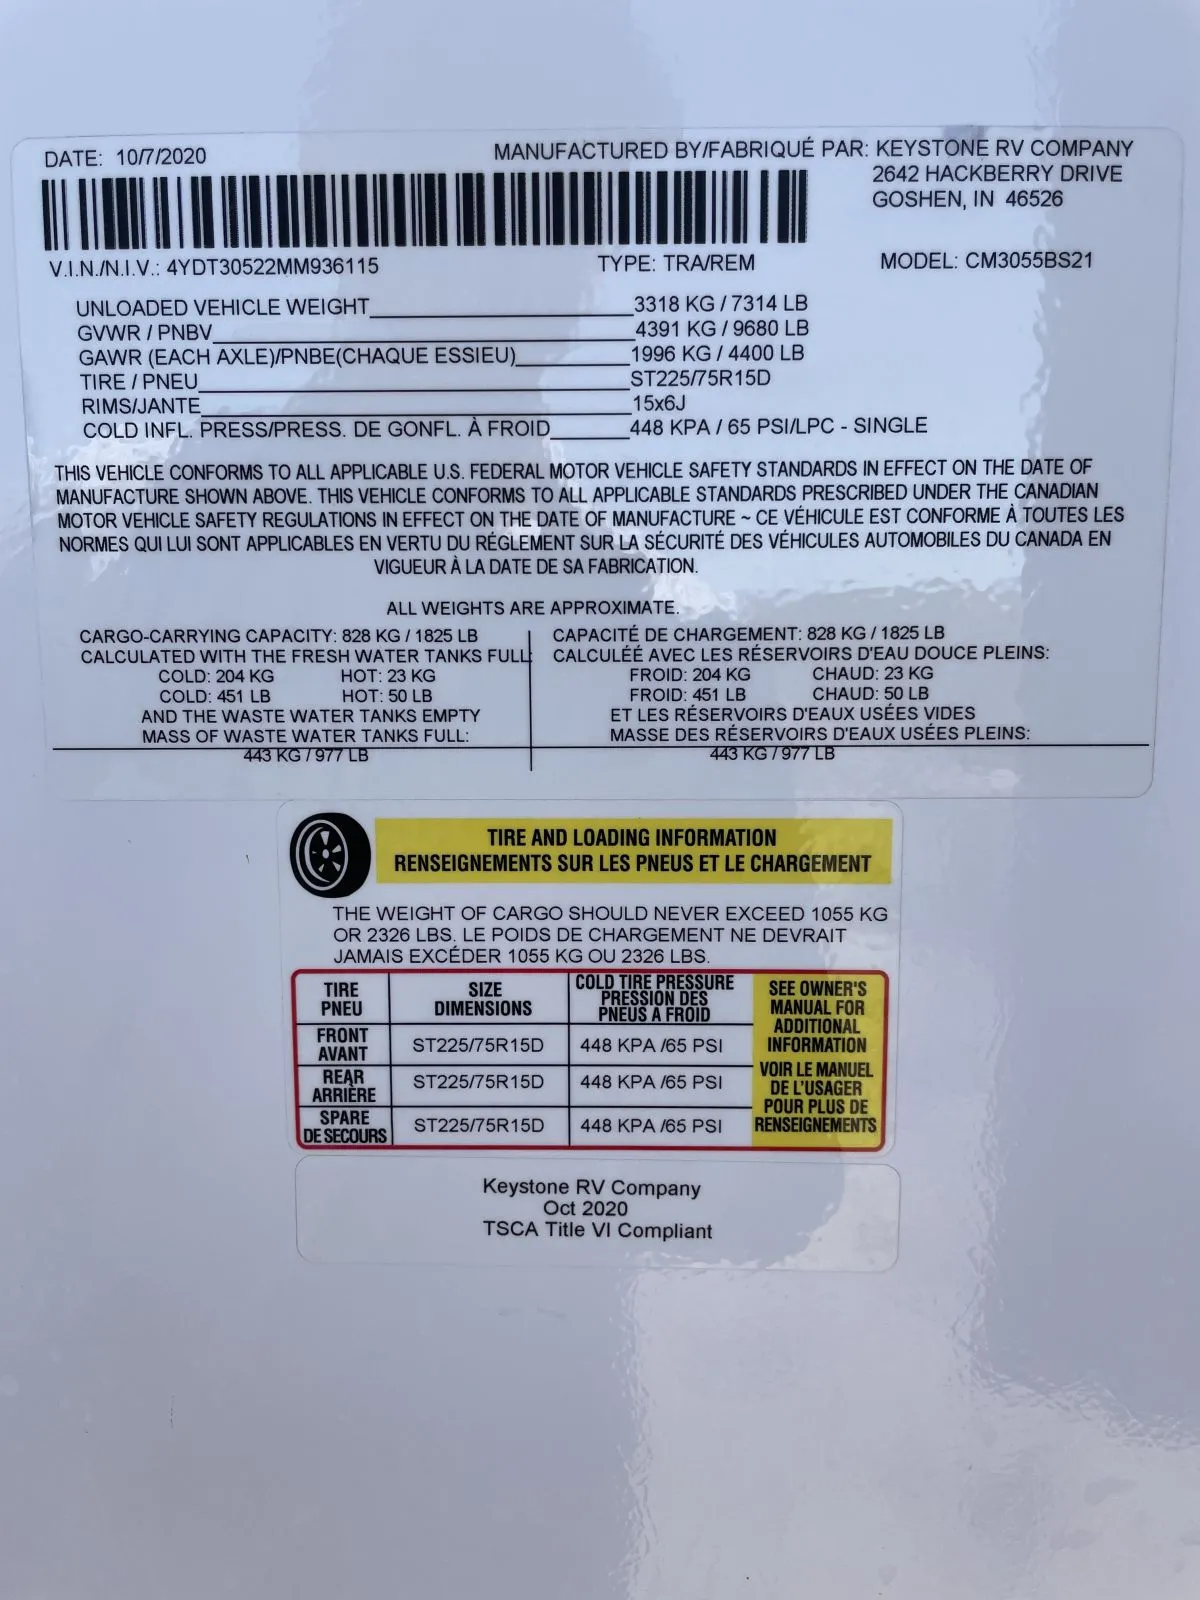 DATE: 10/7/2020
MANUFACTURED BY/FABRIQUÉ PAR: KEYSTONE RV COMPANY
2642 HACKBERRY DRIVE
GOSHEN, IN 46526
V.I.N./N.I.V.: 4YDT30522MM936115 TYPE: TRA/REM MODEL: CM3055BS21
UNLOADED VEHICLE WEIGHT 3318 KG / 7314 LB
GVWR / PNBV 4391 KG / 9680 LB
GAWR (EACH AXLE)/PNBE(CHAQUE ESSIEU) 1996 KG / 4400 LB
TIRE / PNEU ST225/75R15D
RIMS/JANTE 15x6J
COLD INFL. PRESS/PRESS. DE GONFL. À FROID 448 KPA / 65 PSI/LPC - SINGLE
THIS VEHICLE CONFORMS TO ALL APPLICABLE U.S. FEDERAL MOTOR VEHICLE SAFETY STANDARDS IN EFFECT ON THE DATE OF
MANUFACTURE SHOWN ABOVE. THIS VEHICLE CONFORMS TO ALL APPLICABLE STANDARDS PRESCRIBED UNDER THE CANADIAN
MOTOR VEHICLE SAFETY REGULATIONS IN EFFECT ON THE DATE OF MANUFACTURE ~ CE VÉHICULE EST CONFORME À TOUTES LES
NORMES QUI LUI SONT APPLICABLES EN VERTU DU RÉGLEMENT SUR LA SÉCURITÉ DES VÉHICULES AUTOMOBILES DU CANADA EN
VIGUEUR À LA DATE DE SA FABRICATION.
ALL WEIGHTS ARE APPROXIMATE.
CARGO-CARRYING CAPACITY: 828 KG / 1825 LB
CALCULATED WITH THE FRESH WATER TANKS FULL:
COLD: 204 KG HOT: 23 KG
COLD: 451 LB HOT: 50 LB
AND THE WASTE WATER TANKS EMPTY
MASS OF WASTE WATER TANKS FULL:
443 KG / 977 LB
CAPACITÉ DE CHARGEMENT: 828 KG / 1825 LB
CALCULÉE AVEC LES RÉSERVOIRS D'EAU DOUCE PLEINS:
FROID: 204 KG CHAUD: 23 KG
FROID: 451 LB CHAUD: 50 LB
ET LES RÉSERVOIRS D'EAUX USÉES VIDES
MASSE DES RÉSERVOIRS D'EAUX USÉES PLEINS:
443 KG / 977 LB
TIRE AND LOADING INFORMATION
RENSEIGNEMENTS SUR LES PNEUS ET LE CHARGEMENT
THE WEIGHT OF CARGO SHOULD NEVER EXCEED 1055 KG
OR 2326 LBS. LE POIDS DE CHARGEMENT NE DEVRAIT
JAMAIS EXCÉDER 1055 KG OU 2326 LBS.
TIRE
PNEU
SIZE
DIMENSIONS
COLD TIRE PRESSURE
PRESSION DES
PNEUS A FROID
FRONT
AVANT
ST225/75R15D
448 KPA /65 PSI
REAR
ARRIÈRE
ST225/75R15D
448 KPA /65 PSI
SPARE
DE SECOURS
ST225/75R15D
448 KPA /65 PSI
SEE OWNER'S
MANUAL FOR
ADDITIONAL
INFORMATION
VOIR LE MANUEL
DE L'USAGER
POUR PLUS DE
RENSEIGNEMENTS
Keystone RV Company
Oct 2020
TSCA Title VI Compliant